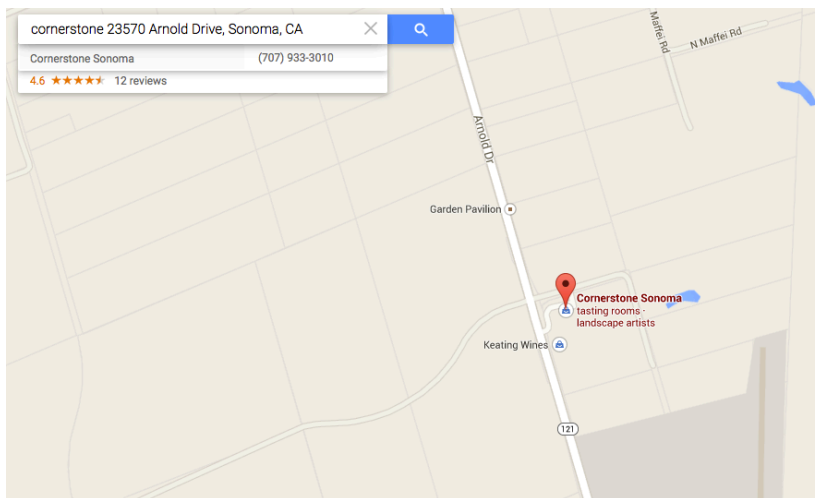 cornerstone 23570 Arnold Drive, Sonoma, CA
Cornerstone Sonoma (707) 933-3010
4.6 ★★★★★ 12 reviews
Maffei Rd
N Maffei Rd
Arnold Dr
Garden Pavilion
Cornerstone Sonoma
tasting rooms ·
landscape artists
Keating Wines
121